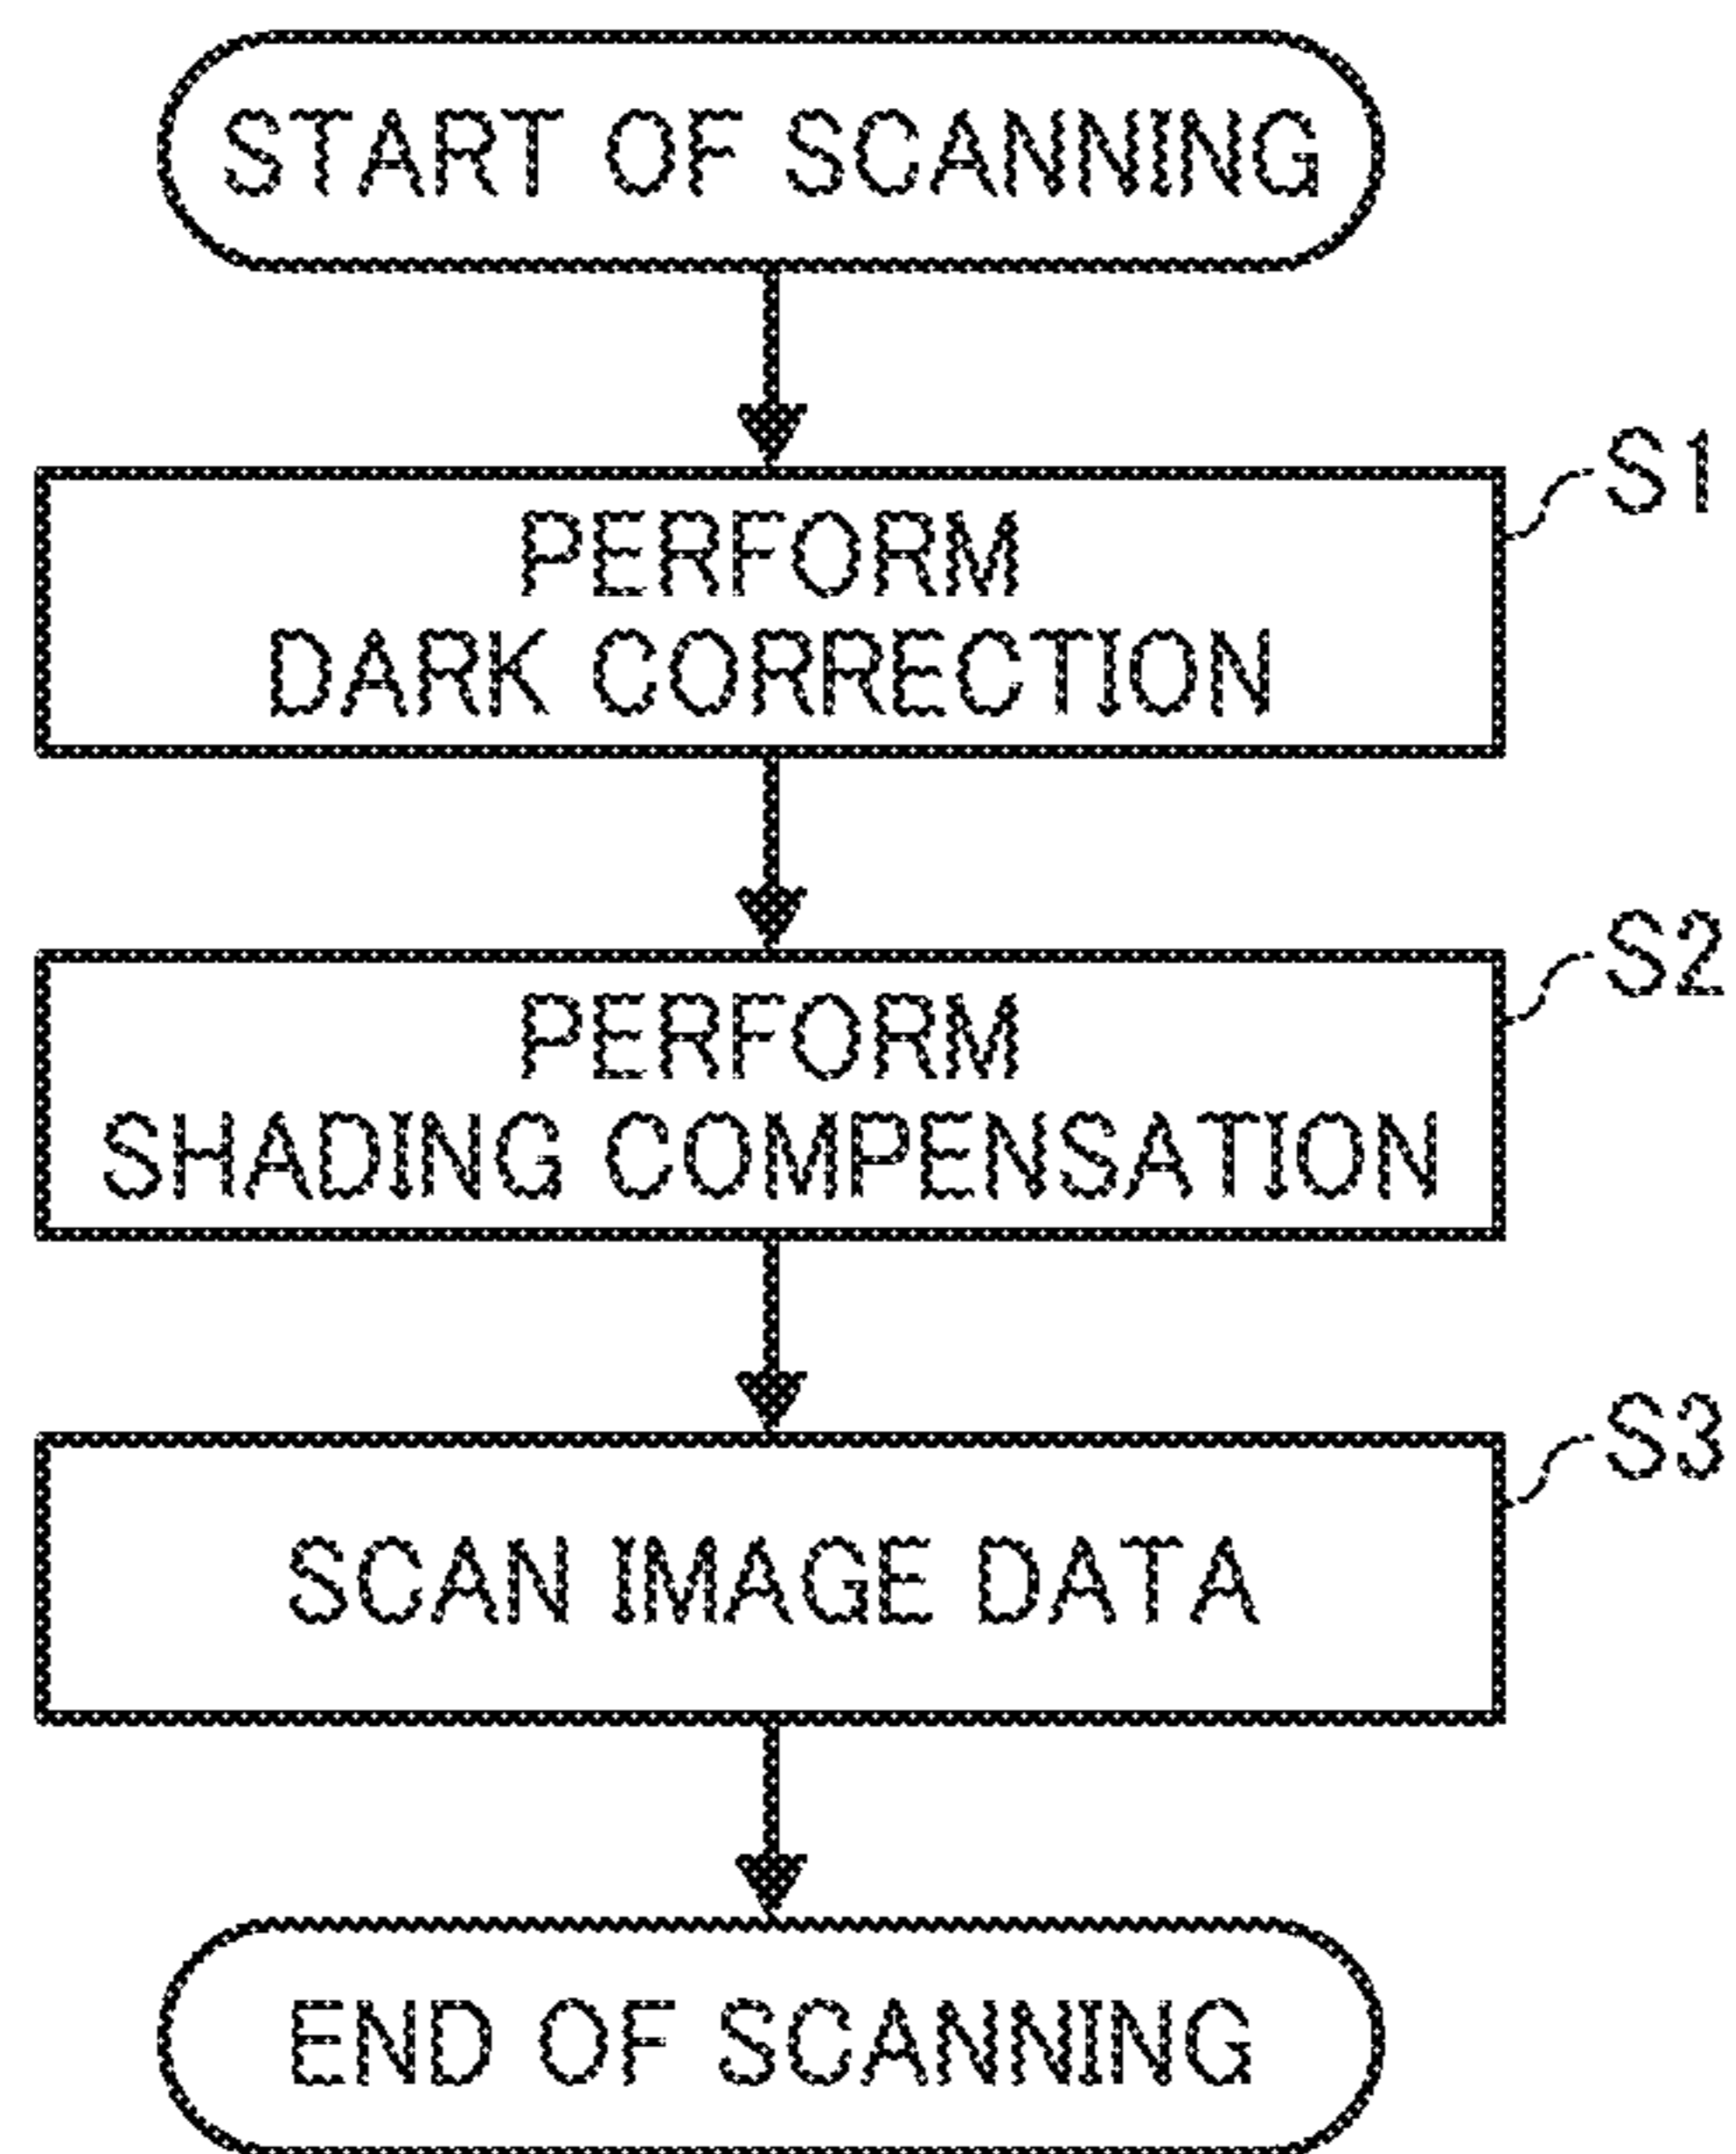 START OF SCANNING
S1
PERFORM
DARK CORRECTION
S2
PERFORM
SHADING COMPENSATION
S3
SCAN IMAGE DATA
END OF SCANNING